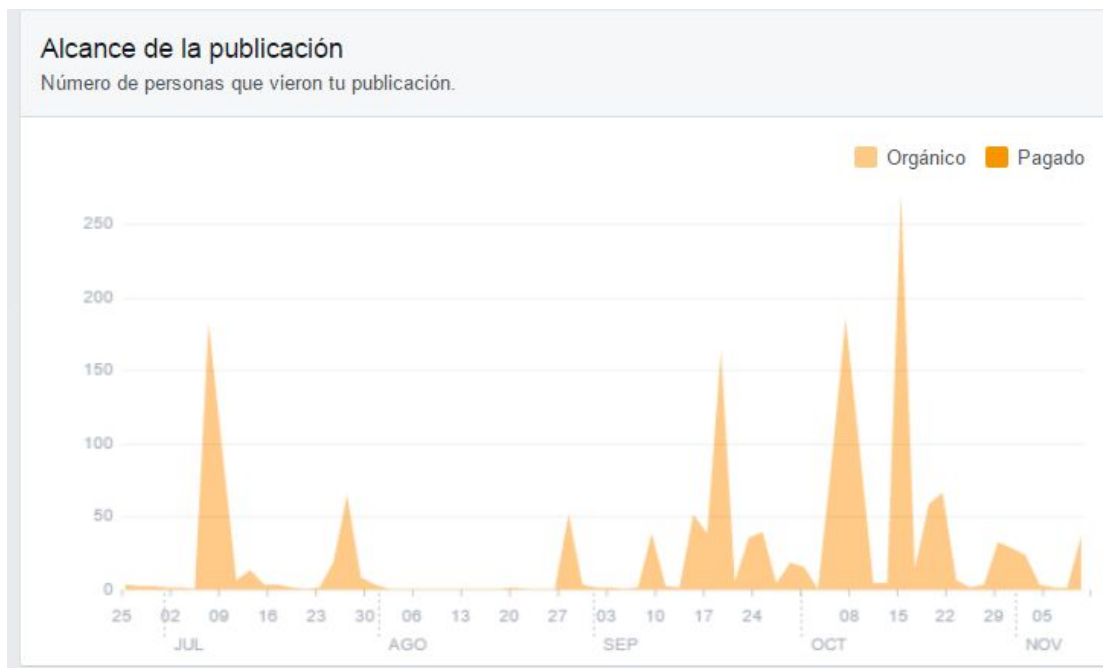 Alcance de la publicación
Número de personas que vieron tu publicación.
Orgánico Pagado
250
200
150
100
50
0
25 02 09 16 23 30 06 13 20 27 03 10 17 24 08 15 22 29 05
JUL AGO SEP OCT NOV